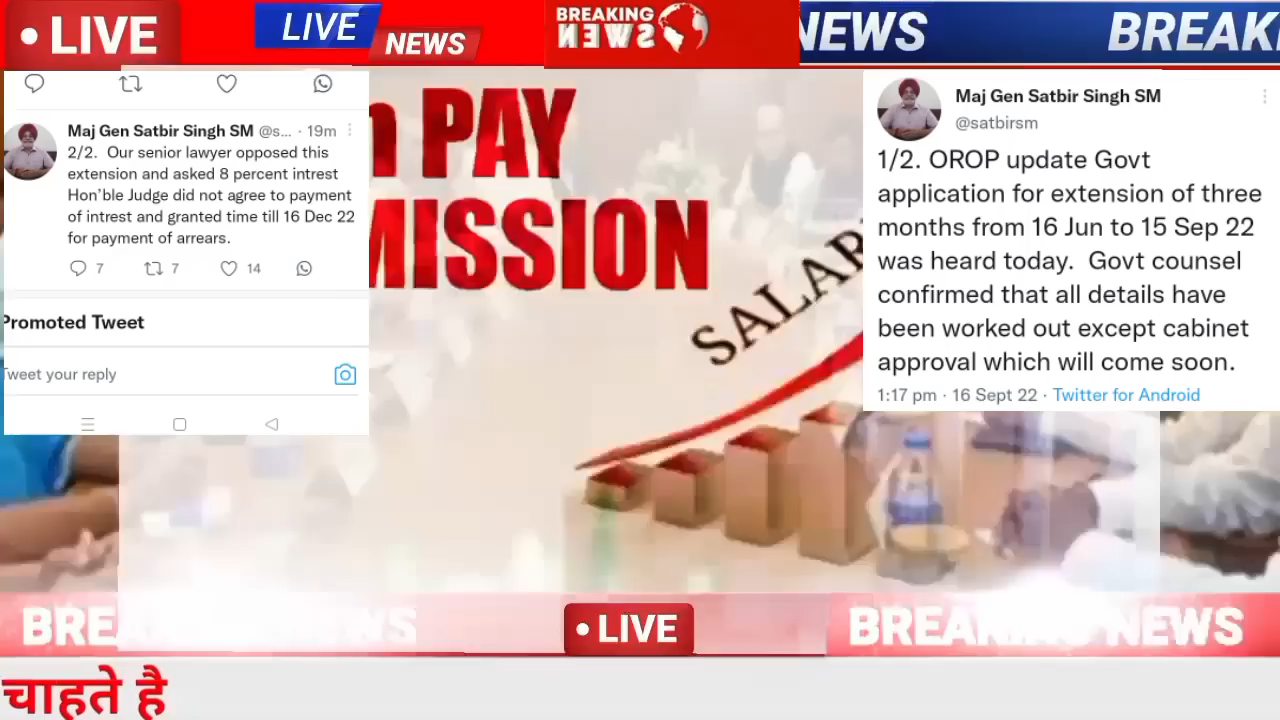 LIVE
LIVE
NEWS
BREAKING
NEWS
NEWS
BREAK
PAY
MISSION
SALAR
Maj Gen Satbir Singh SM @s... · 19m
2/2. Our senior lawyer opposed this
extension and asked 8 percent intrest
Hon'ble Judge did not agree to payment
of intrest and granted time till 16 Dec 22
for payment of arrears.
7 7 14
Promoted Tweet
Tweet your reply
Maj Gen Satbir Singh SM
@satbirsm
1/2. OROP update Govt
application for extension of three
months from 16 Jun to 15 Sep 22
was heard today. Govt counsel
confirmed that all details have
been worked out except cabinet
approval which will come soon.
1:17 pm · 16 Sept 22 · Twitter for Android
BREAKING NEWS
LIVE
BREAKING NEWS
चाहते है